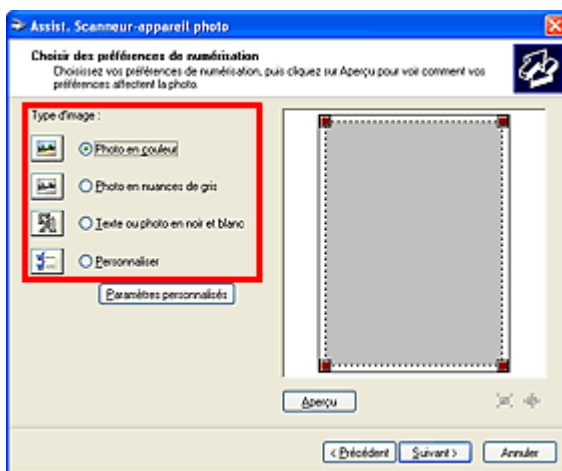 Assist. Scanneur-appareil photo
Choisir des préférences de numérisation
Choisissez vos préférences de numérisation, puis cliquez sur Aperçu pour voir comment vos
préférences affectent la photo.
Type d'image :
Photo en couleur
Photo en nuances de gris
Texte ou photo en noir et blanc
Personnaliser
Paramètres personnalisés
Aperçu
< Précédent
Suivant >
Annuler